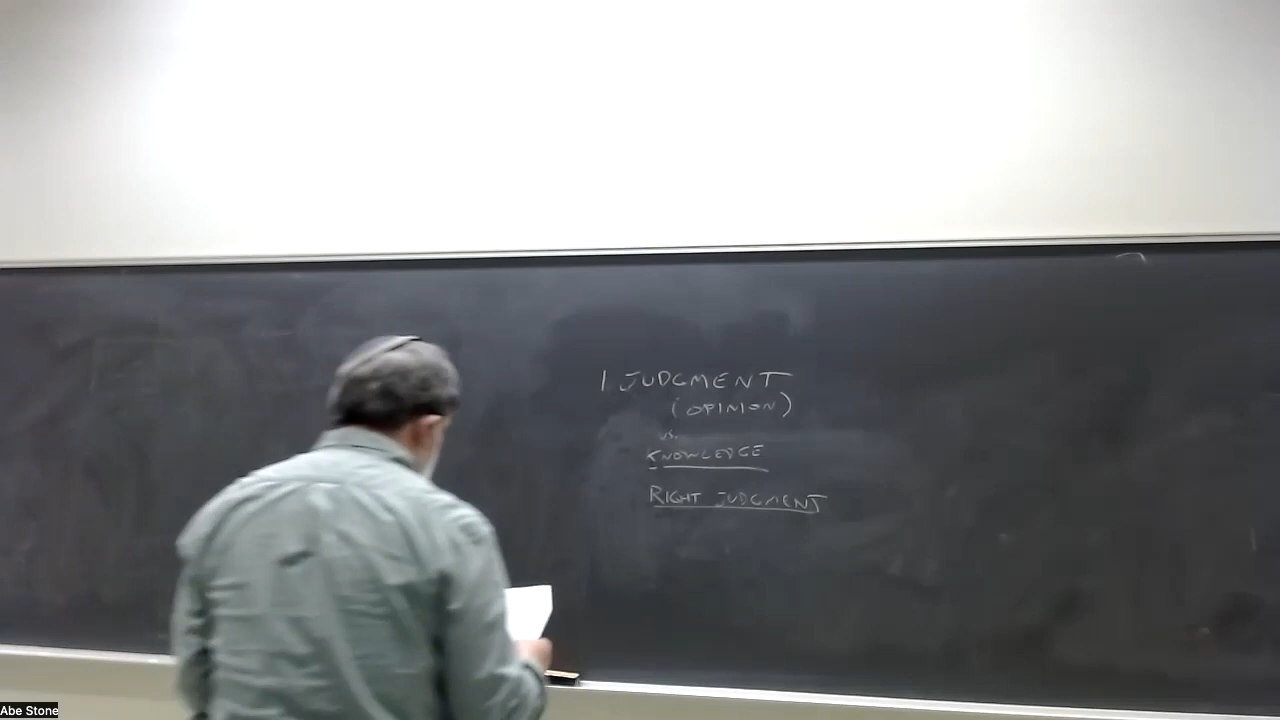 1. JUDGMENT
(OPINION)
vs.
KNOWLEDGE
RIGHT JUDGMENT
Abe Stone